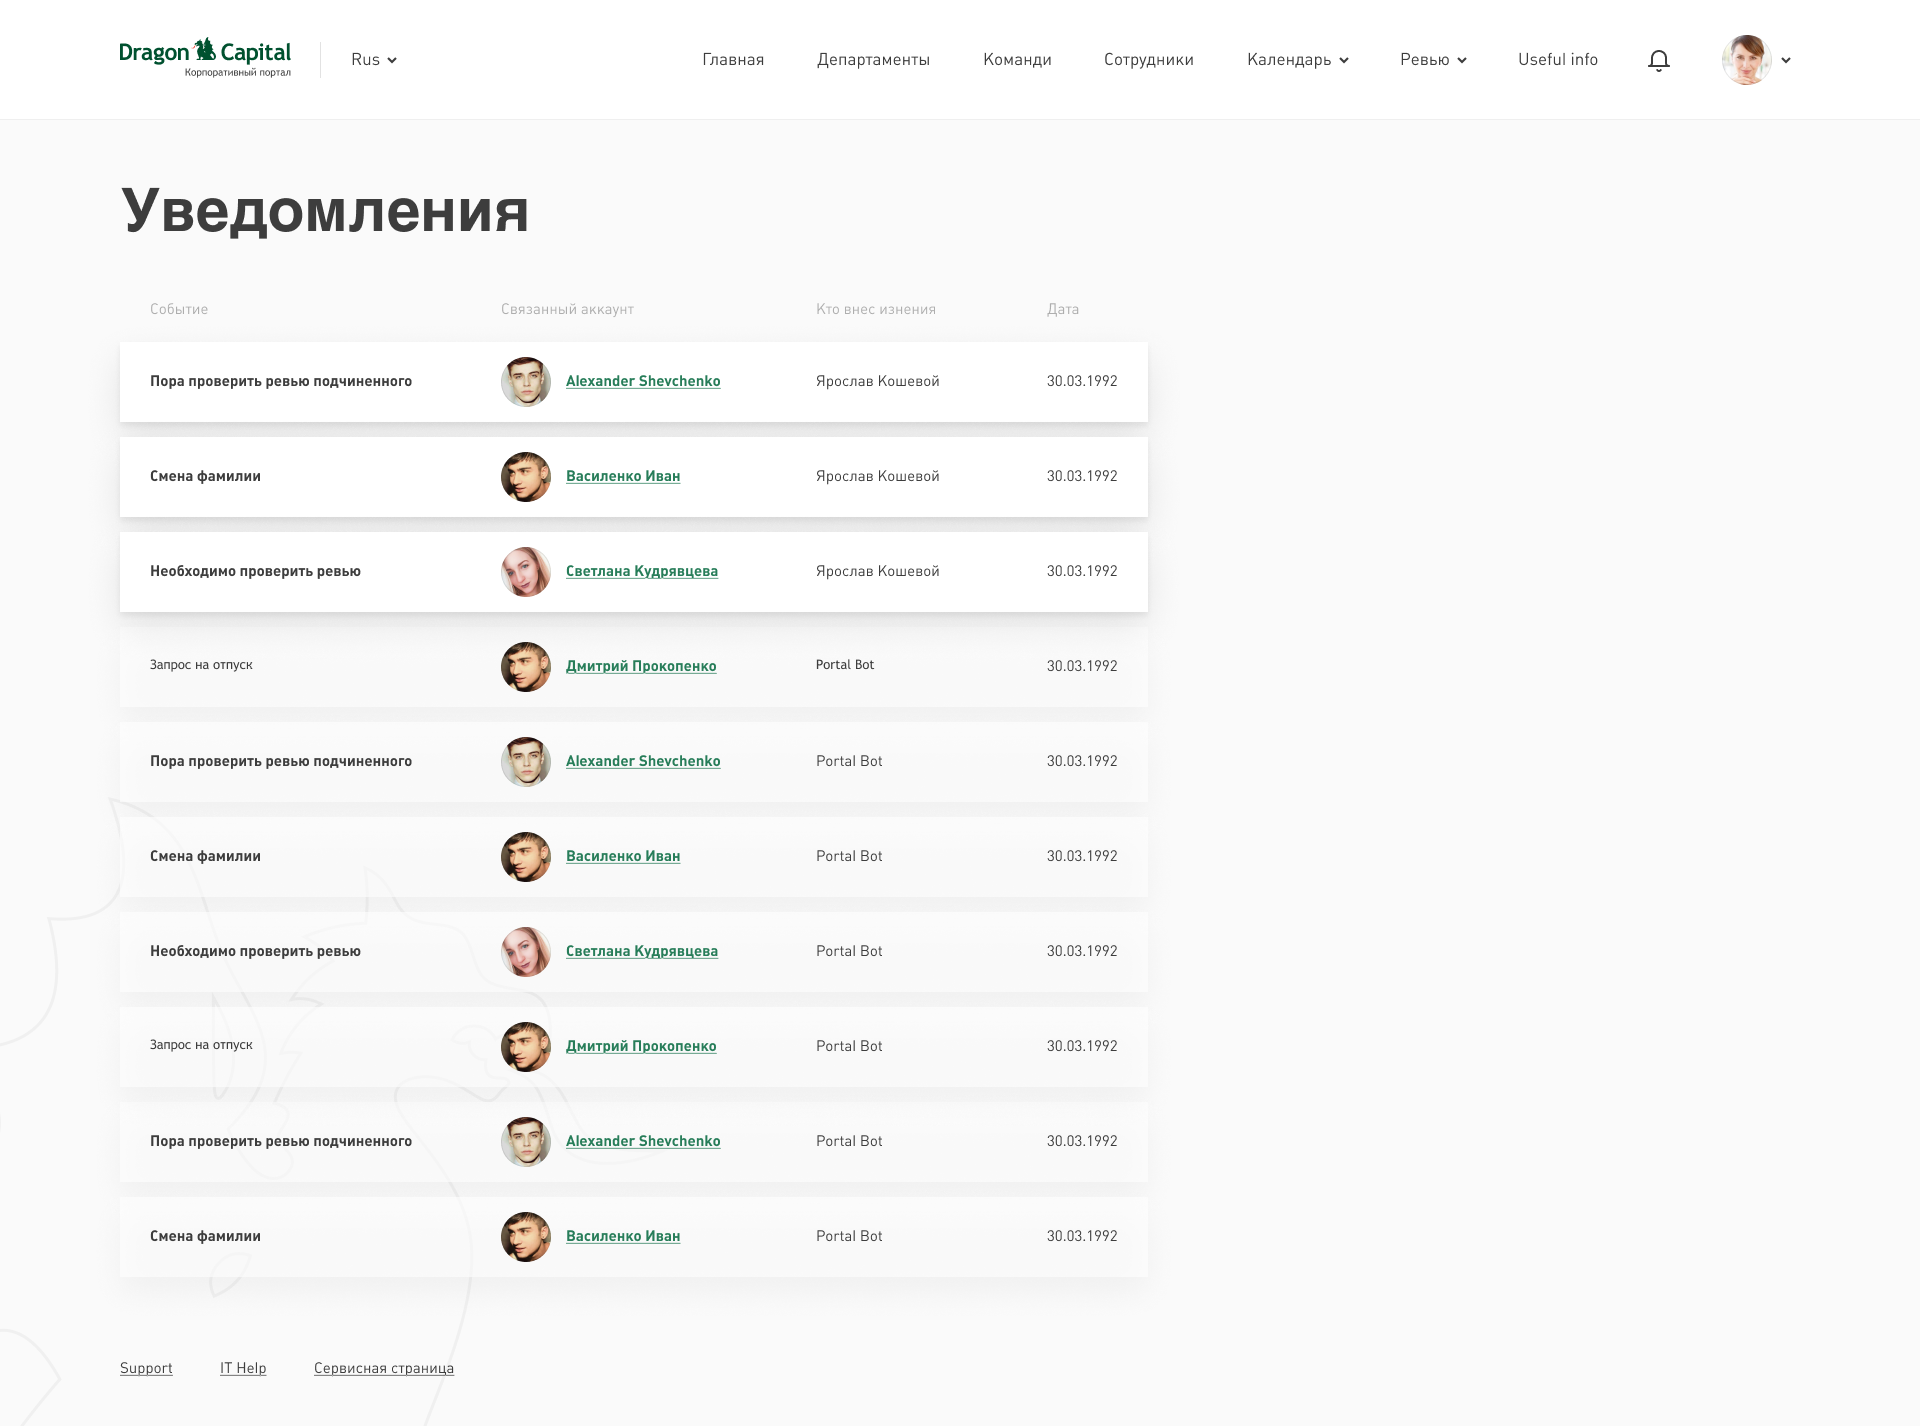 Dragon Capital
Корпоративный портал
Rus
Главная
Департаменты
Команди
Сотрудники
Календарь
Ревью
Useful info
Уведомления
Событие Связанный аккаунт Кто внес изнения Дата
Пора проверить ревью подчиненного Alexander Shevchenko Ярослав Кошевой 30.03.1992
Смена фамилии Василенко Иван Ярослав Кошевой 30.03.1992
Необходимо проверить ревью Светлана Кудрявцева Ярослав Кошевой 30.03.1992
Запрос на отпуск Дмитрий Прокопенко Portal Bot 30.03.1992
Пора проверить ревью подчиненного Alexander Shevchenko Portal Bot 30.03.1992
Смена фамилии Василенко Иван Portal Bot 30.03.1992
Необходимо проверить ревью Светлана Кудрявцева Portal Bot 30.03.1992
Запрос на отпуск Дмитрий Прокопенко Portal Bot 30.03.1992
Пора проверить ревью подчиненного Alexander Shevchenko Portal Bot 30.03.1992
Смена фамилии Василенко Иван Portal Bot 30.03.1992
Support IT Help Сервисная страница